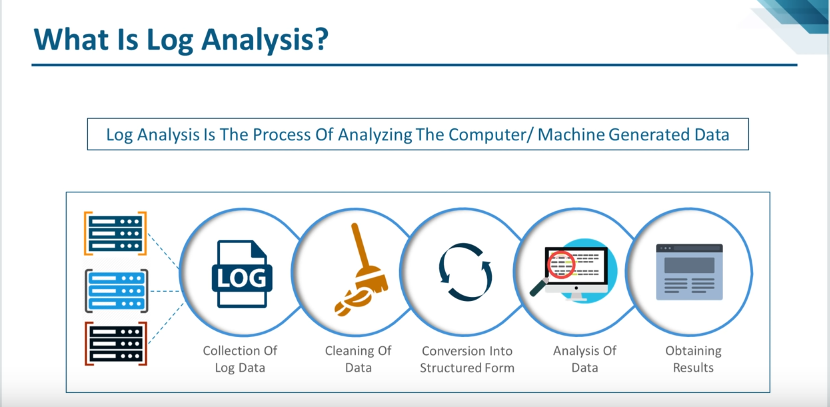 What Is Log Analysis?
Log Analysis Is The Process Of Analyzing The Computer/ Machine Generated Data
LOG
Collection Of
Log Data
Cleaning Of
Data
Conversion Into
Structured Form
Analysis Of
Data
Obtaining
Results